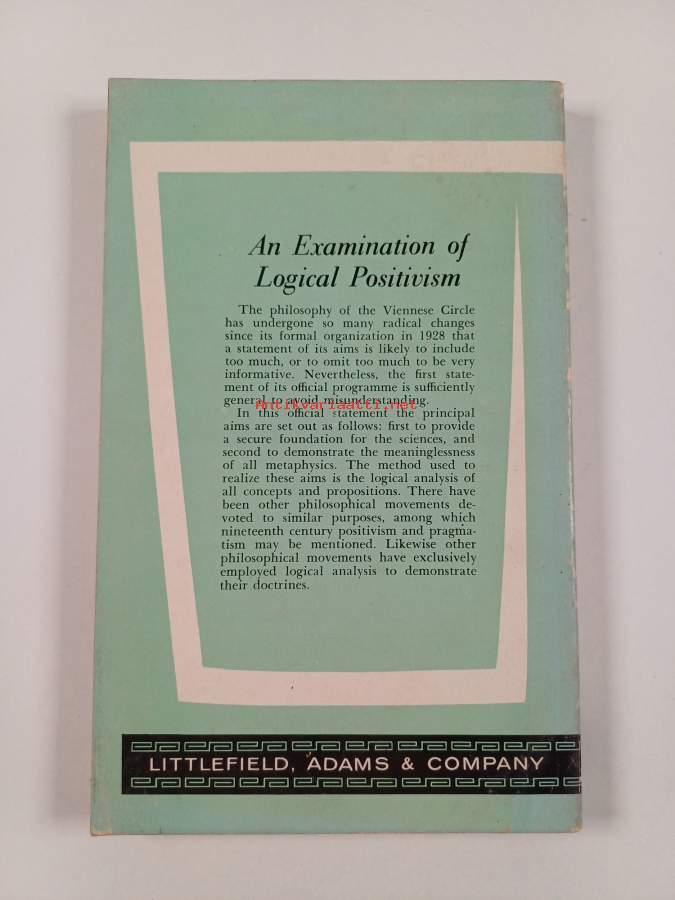 An Examination of
Logical Positivism
The philosophy of the Viennese Circle
has undergone so many radical changes
since its formal organization in 1928 that
a statement of its aims is likely to include
too much, or to omit too much to be very
informative. Nevertheless, the first state-
ment of its official programme is sufficiently
general to avoid misunderstanding.
Antikvariaatti.net
In this official statement the principal
aims are set out as follows: first to provide
a secure foundation for the sciences, and
second to demonstrate the meaninglessness
of all metaphysics. The method used to
realize these aims is the logical analysis of
all concepts and propositions. There have
been other philosophical movements de-
voted to similar purposes, among which
nineteenth century positivism and pragma-
tism may be mentioned. Likewise other
philosophical movements have exclusively
employed logical analysis to demonstrate
their doctrines.
LITTLEFIELD, ADAMS & COMPANY